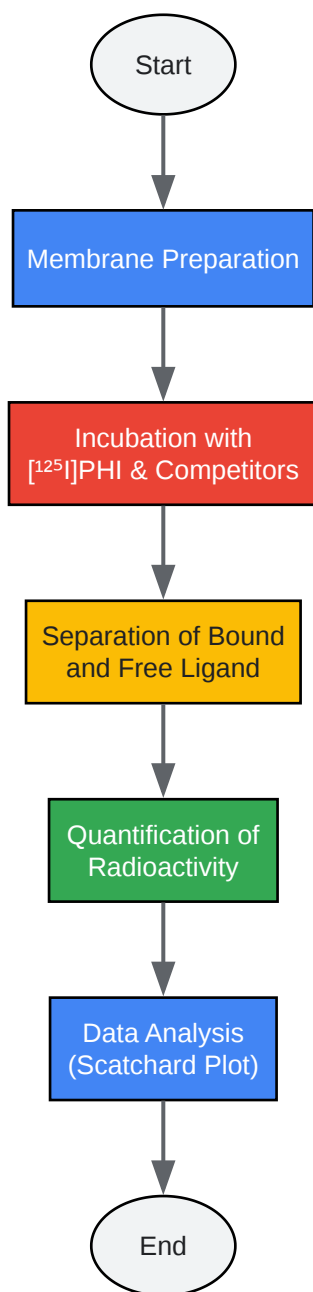 Start
Membrane Preparation
Incubation with
[¹²⁵I]PHI & Competitors
Separation of Bound
and Free Ligand
Quantification of
Radioactivity
Data Analysis
(Scatchard Plot)
End